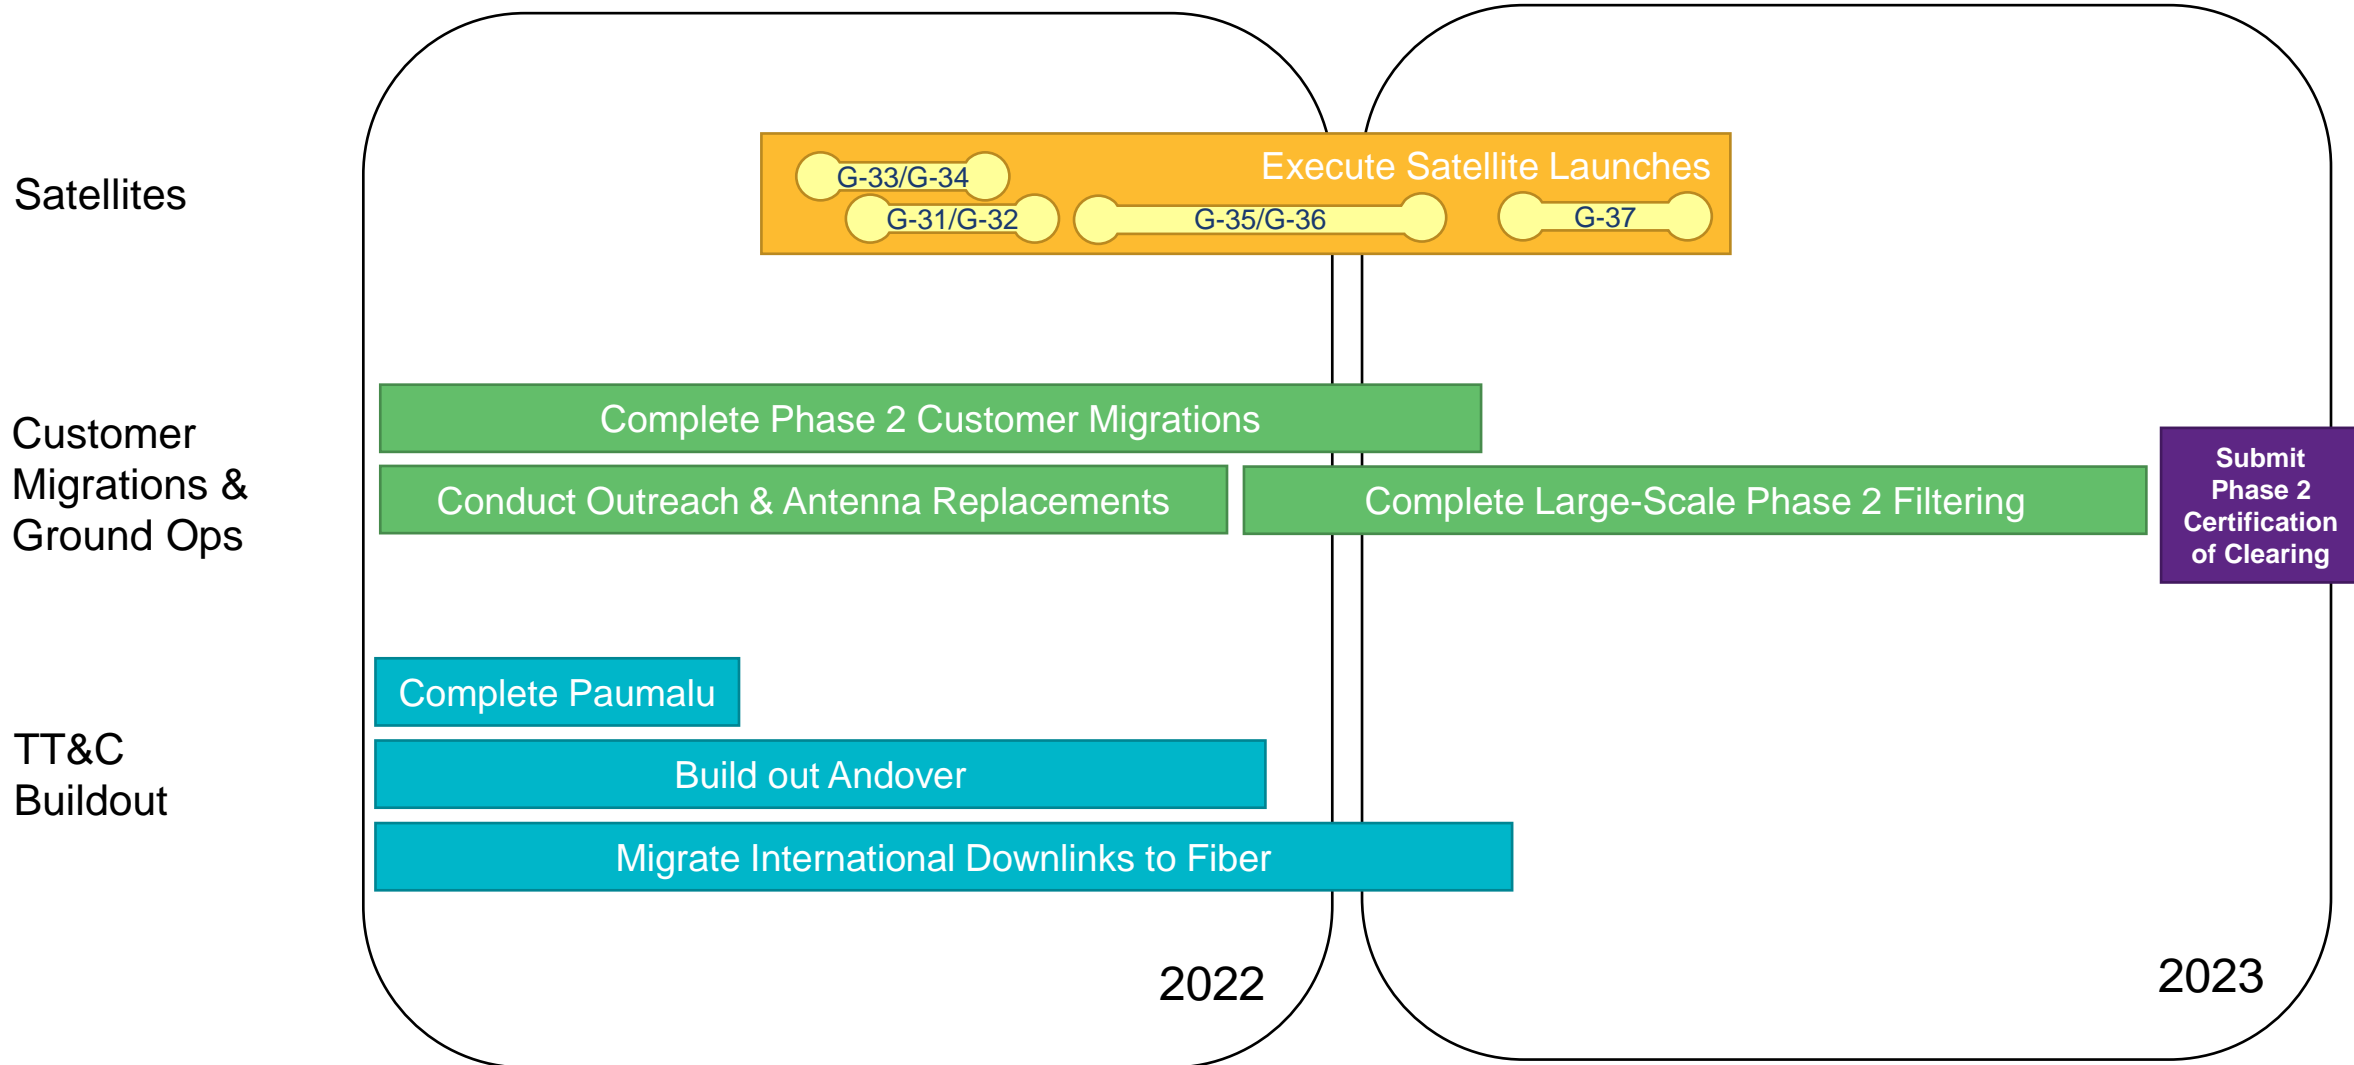 Satellites
Execute Satellite Launches
G-33/G-34
G-31/G-32
G-35/G-36
G-37
Customer
Migrations &
Ground Ops
Complete Phase 2 Customer Migrations
Conduct Outreach & Antenna Replacements
Complete Large-Scale Phase 2 Filtering
Submit
Phase 2
Certification
of Clearing
TT&C
Buildout
Complete Paumalu
Build out Andover
Migrate International Downlinks to Fiber
2022
2023